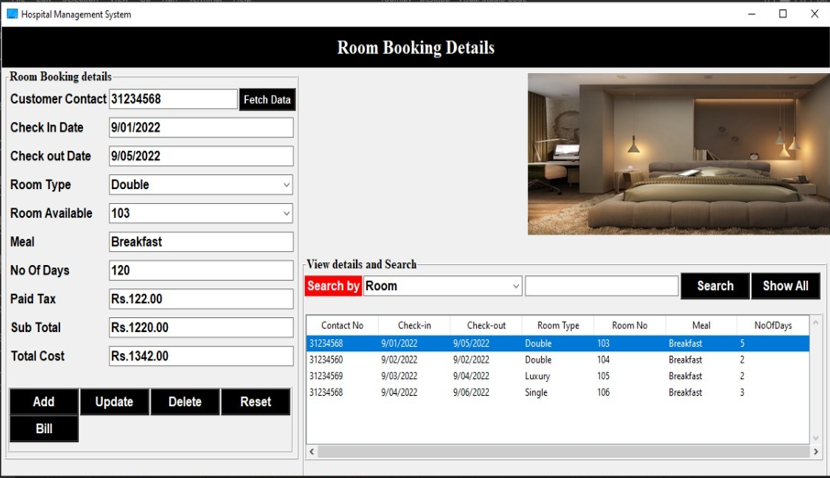 Hospital Management System
Room Booking Details
Room Booking details
Customer Contact 31234568 Fetch Data
Check In Date 9/01/2022
Check out Date 9/05/2022
Room Type Double
Room Available 103
Meal Breakfast
No Of Days 120
Paid Tax Rs.122.00
Sub Total Rs.1220.00
Total Cost Rs.1342.00
Add Update Delete Reset
Bill
View details and Search
Search by Room Search Show All
Contact No Check-in Check-out Room Type Room No Meal NoOfDays
31234568 9/01/2022 9/05/2022 Double 103 Breakfast 5
31234560 9/02/2022 9/02/2022 Double 104 Breakfast 2
31234569 9/03/2022 9/04/2022 Luxury 105 Breakfast 2
31234568 9/04/2022 9/06/2022 Single 106 Breakfast 3